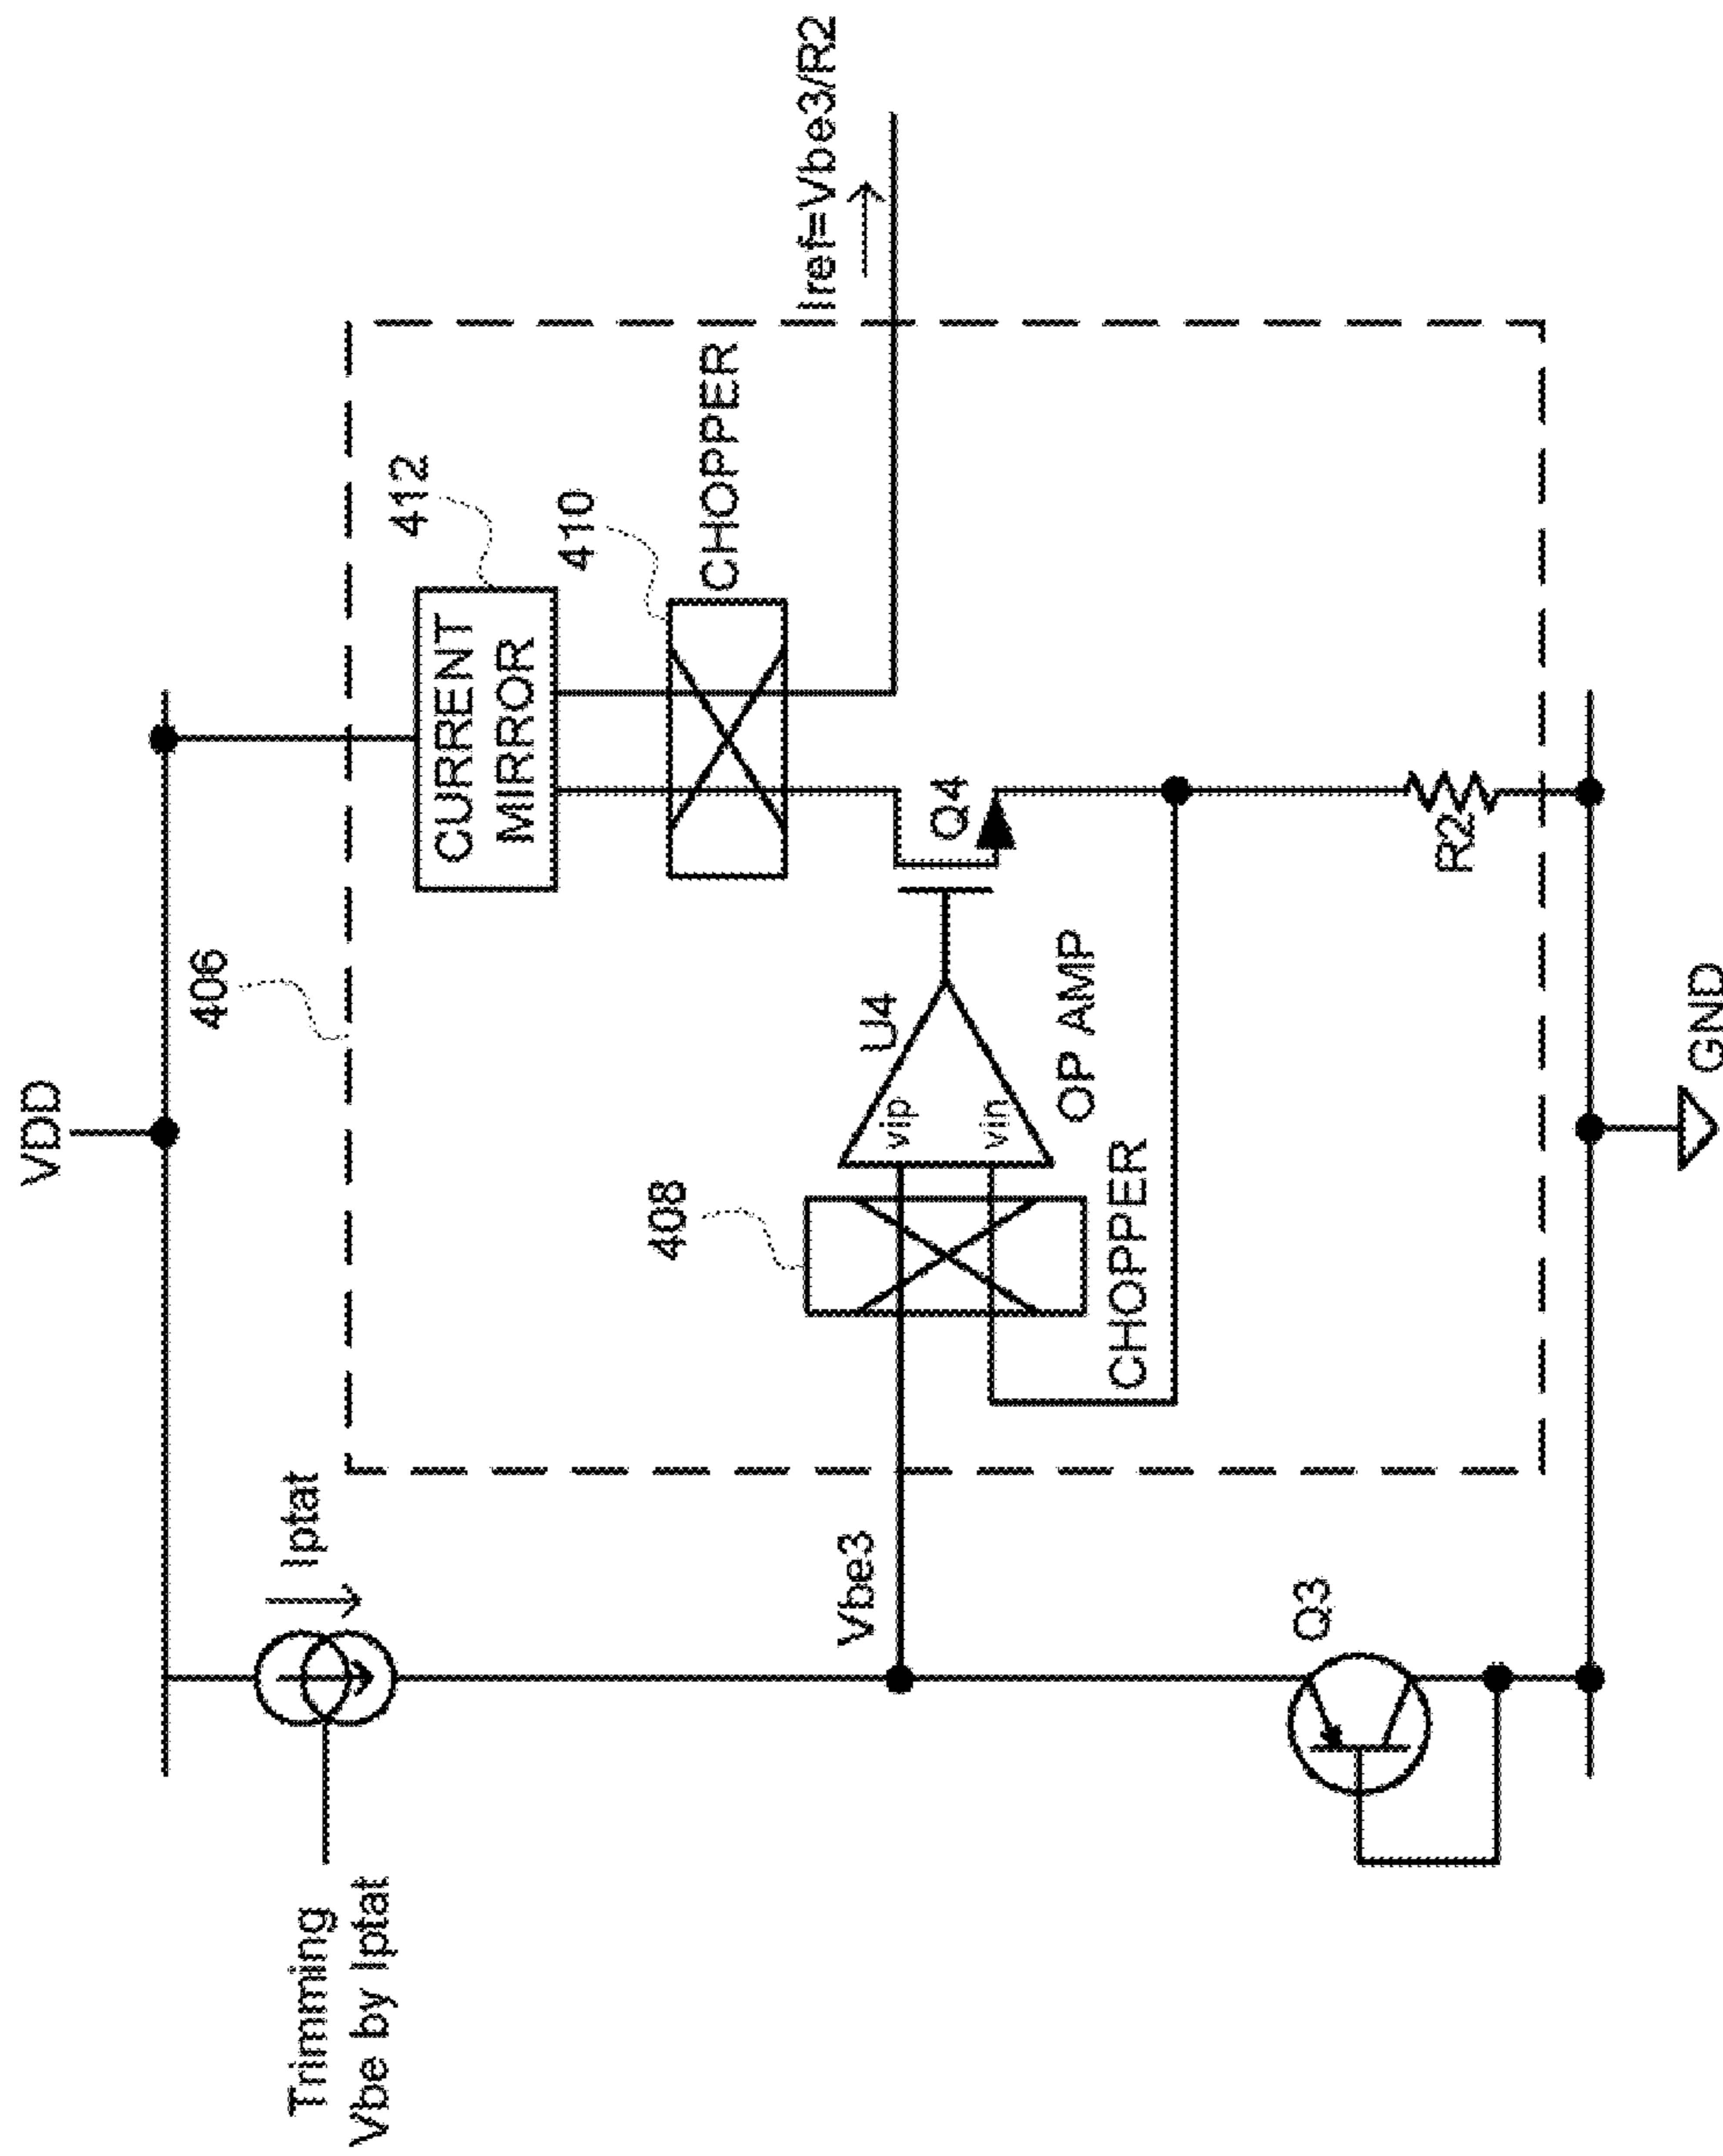 VDD
Trimming
Vbe by Iptat
Iptat
406
412
CURRENT
MIRROR
410
CHOPPER
Iref=Vbe3/R2
Vbe3
408
CHOPPER
vip
vin
U4
OP AMP
Q4
Q3
R2
GND